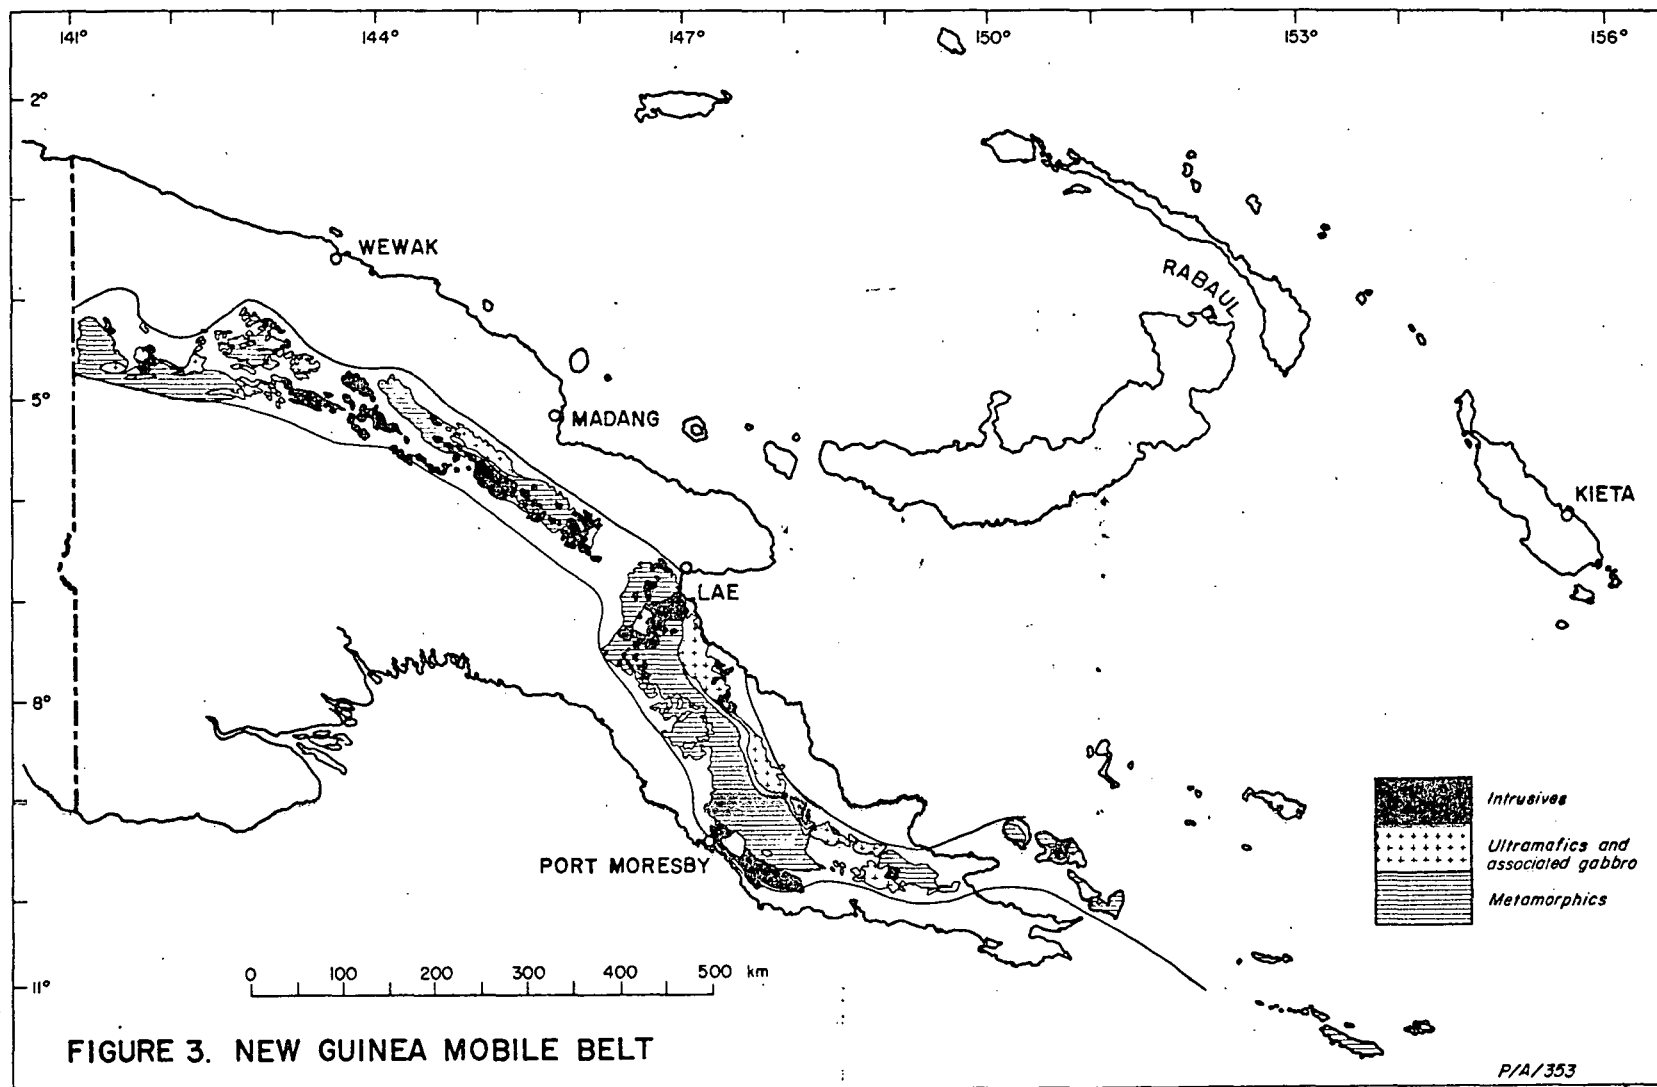 141° 144° 147° 150° 153° 156°
2°
WEWAK
RABAUL
5°
MADANG
KIETA
LAE
8°
Intrusives
Ultramafics and
associated gabbro
PORT MORESBY
Metamorphics
0 100 200 300 400 500 km
11°
FIGURE 3. NEW GUINEA MOBILE BELT
P/A/353